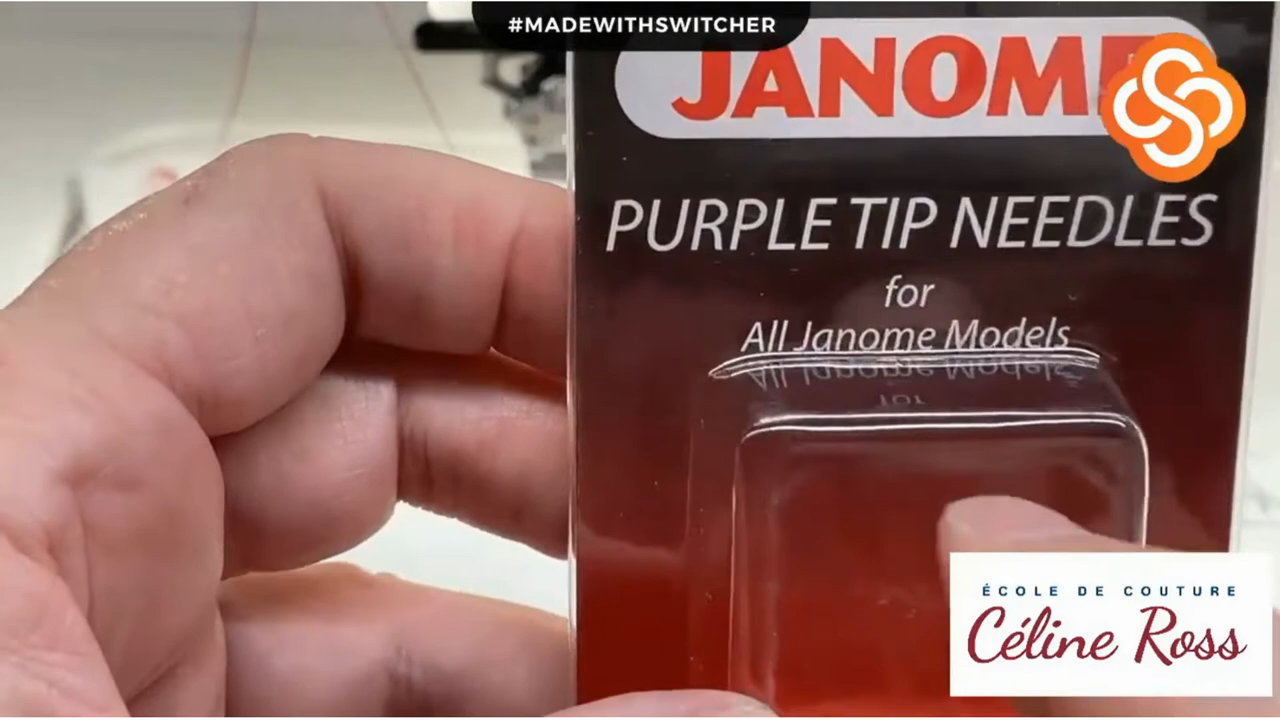 #MADEWITHSWITCHER
JANOME
PURPLE TIP NEEDLES
for
All Janome Models
ÉCOLE DE COUTURE
Céline Ross